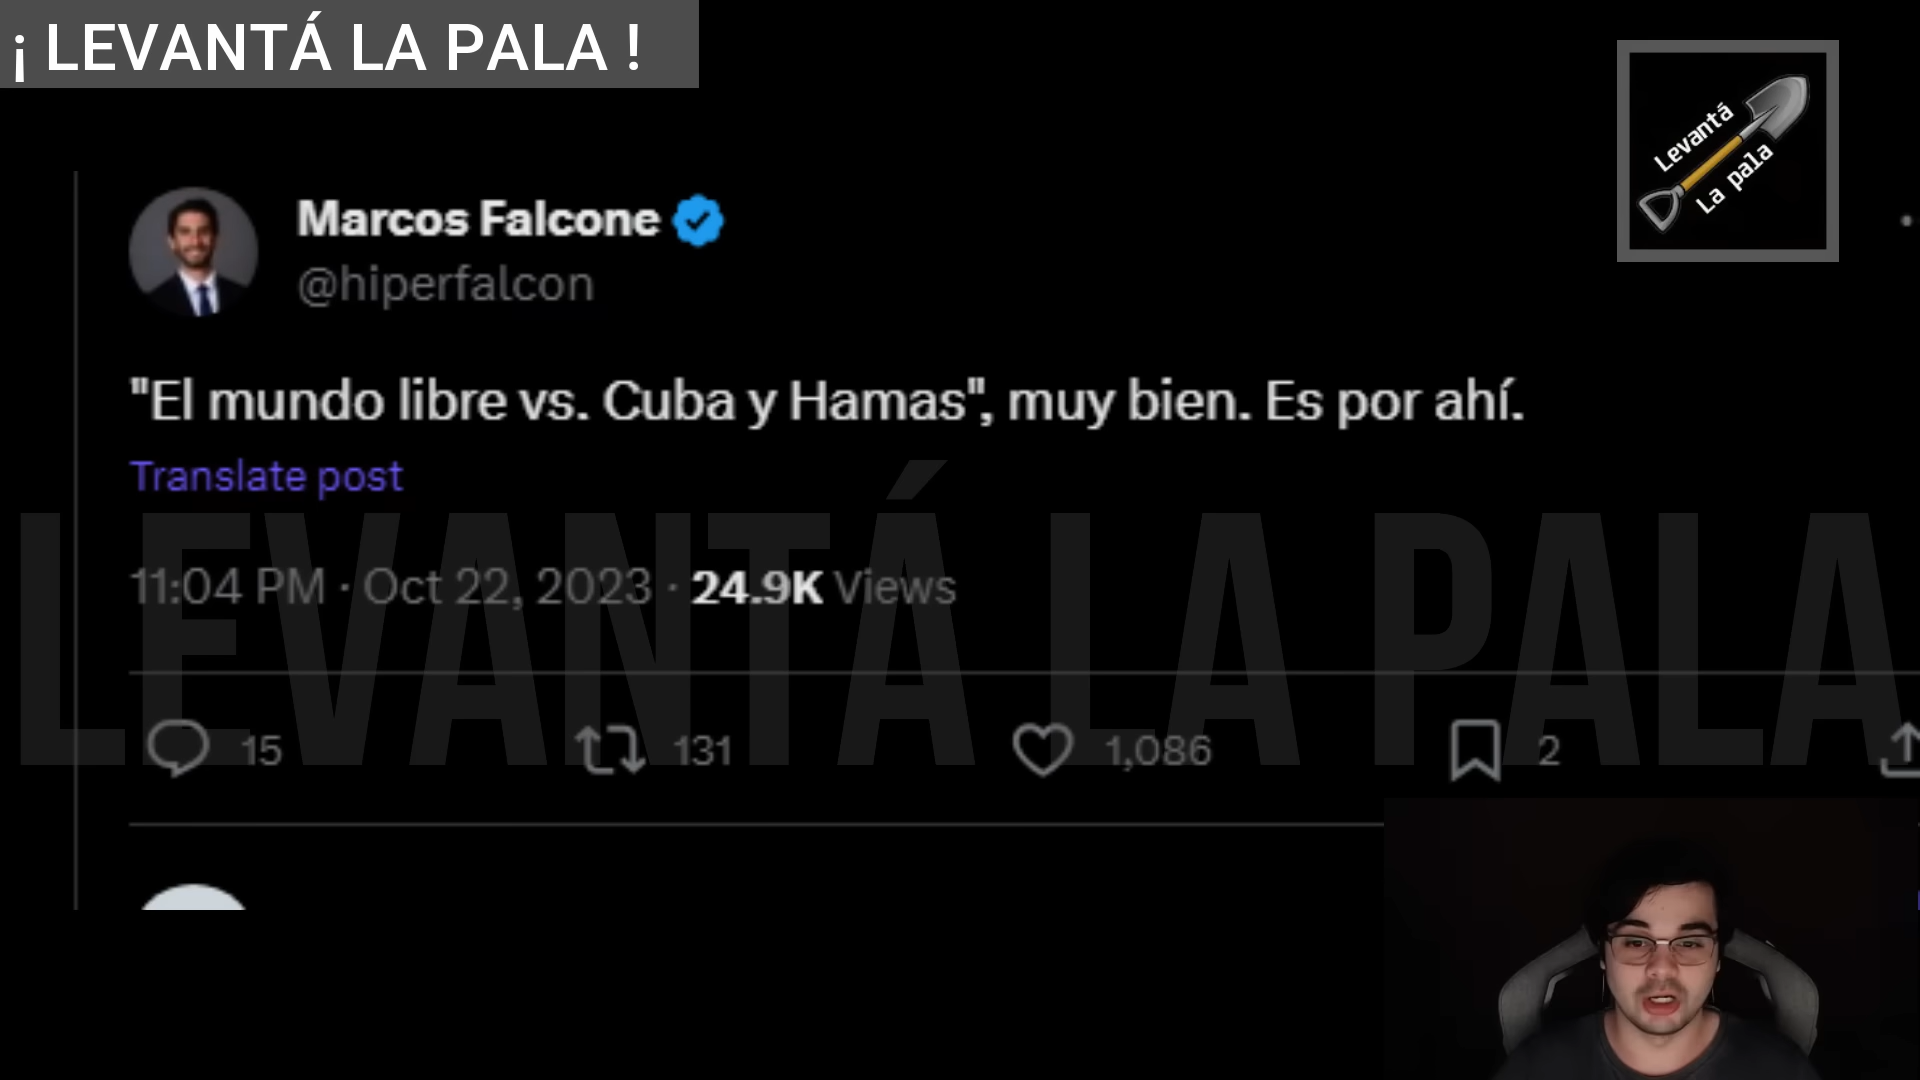 ¡ LEVANTÁ LA PALA !
Levantá
La pala
Marcos Falcone
@hiperfalcon
"El mundo libre vs. Cuba y Hamas", muy bien. Es por ahí.
Translate post
LEVANTÁ LA PALA
11:04 PM · Oct 22, 2023 · 24.9K Views
15 131 1,086 2